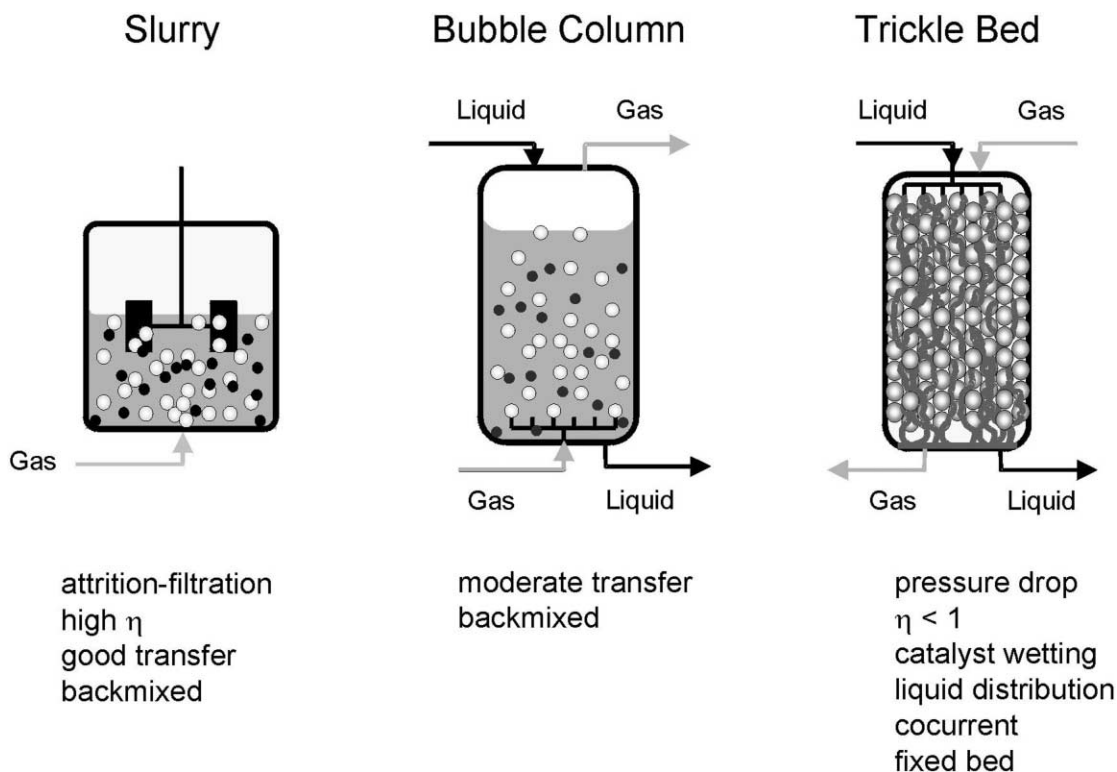 Slurry
Bubble Column
Trickle Bed
Liquid
Gas
Liquid
Gas
Gas
Gas
Liquid
Gas
Liquid
attrition-filtration
high η
good transfer
backmixed
moderate transfer
backmixed
pressure drop
η < 1
catalyst wetting
liquid distribution
cocurrent
fixed bed